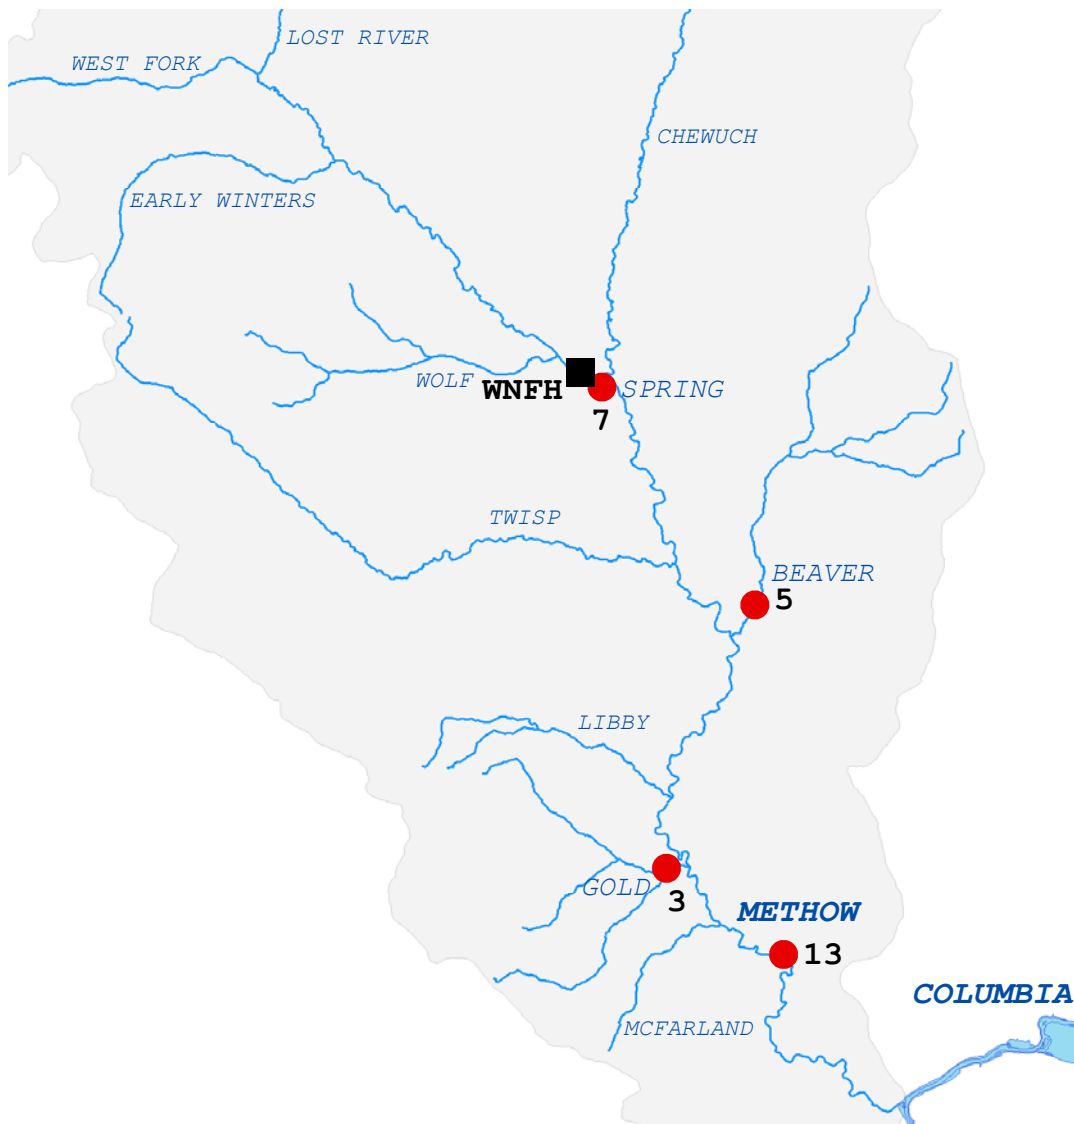 LOST RIVER
WEST FORK
CHEWUCH
EARLY WINTERS
WOLF
WNFH
SPRING
7
TWISP
BEAVER
5
LIBBY
GOLD
3
METHOW
13
COLUMBIA
MCFARLAND